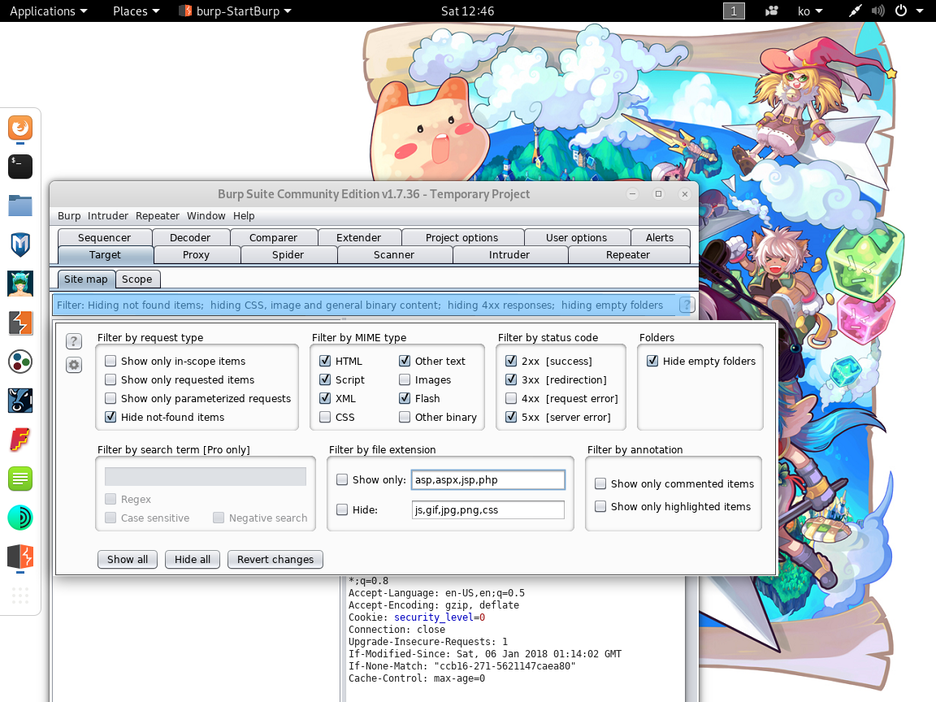 Applications Places burp-StartBurp Sat 12:46 1 ko
Burp Suite Community Edition v1.7.36 - Temporary Project
Burp Intruder Repeater Window Help
Sequencer Decoder Comparer Extender Project options User options Alerts
Target Proxy Spider Scanner Intruder Repeater
Site map Scope
Filter: Hiding not found items; hiding CSS, image and general binary content; hiding 4xx responses; hiding empty folders ?
? Filter by request type Filter by MIME type Filter by status code Folders
Show only in-scope items HTML Other text 2xx [success] Hide empty folders
Show only requested items Script Images 3xx [redirection]
Show only parameterized requests XML Flash 4xx [request error]
Hide not-found items CSS Other binary 5xx [server error]
Filter by search term [Pro only] Filter by file extension Filter by annotation
Show only: asp,aspx,jsp,php Show only commented items
Regex
Case sensitive Negative search Hide: js,gif,jpg,png,css Show only highlighted items
Show all Hide all Revert changes
*;q=0.8
Accept-Language: en-US,en;q=0.5
Accept-Encoding: gzip, deflate
Cookie: security_level=0
Connection: close
Upgrade-Insecure-Requests: 1
If-Modified-Since: Sat, 06 Jan 2018 01:14:02 GMT
If-None-Match: "ccb16-271-5621147caea80"
Cache-Control: max-age=0